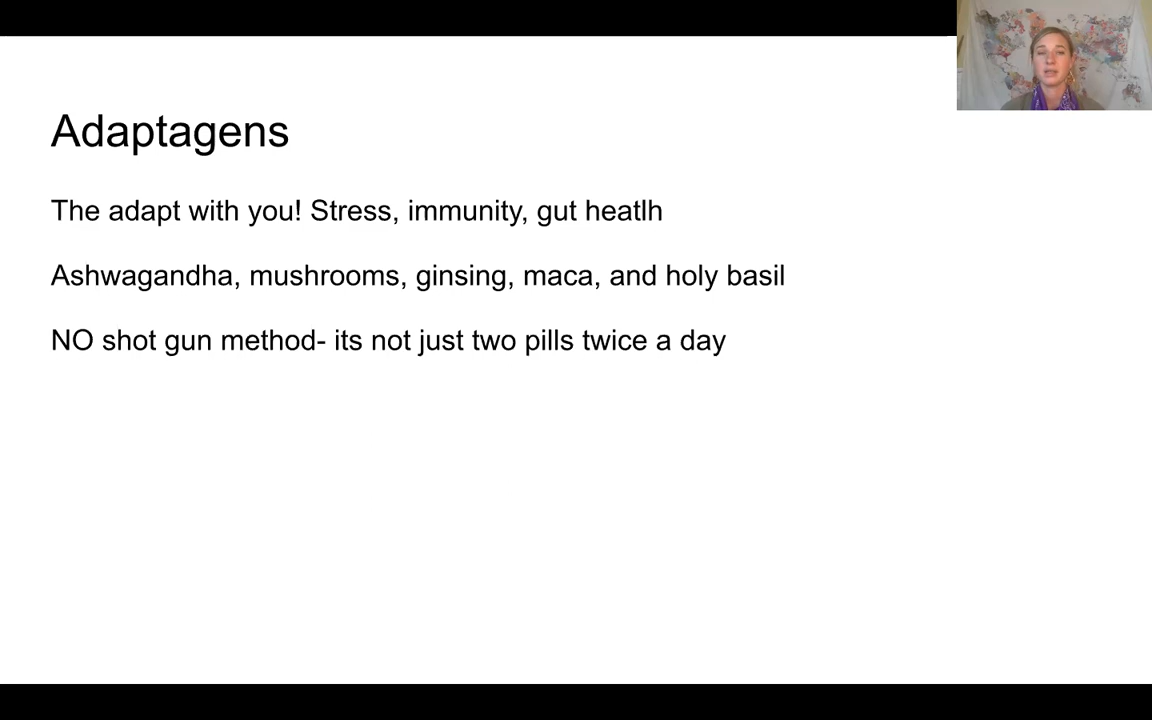 Adaptagens
The adapt with you! Stress, immunity, gut heatlh
Ashwagandha, mushrooms, ginsing, maca, and holy basil
NO shot gun method- its not just two pills twice a day